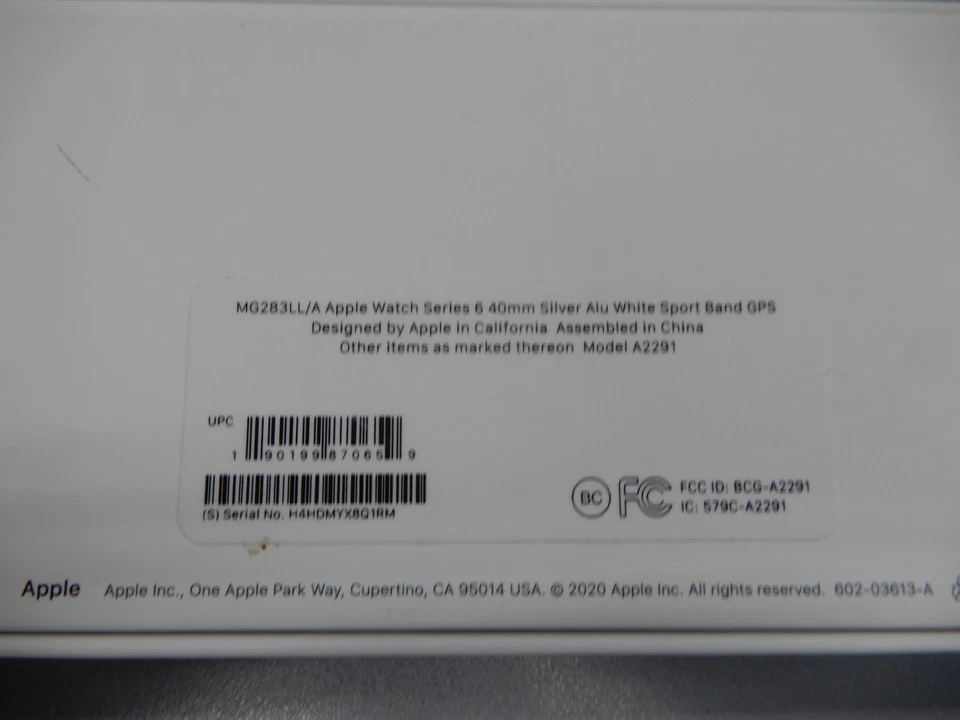 MG283LL/A Apple Watch Series 6 40mm Silver Alu White Sport Band GPS
Designed by Apple in California Assembled in China
Other items as marked thereon Model A2291
UPC
1 90199 87065 9
(S) Serial No. H4HDMYX8Q1RM
BC FC FCC ID: BCG-A2291
IC: 579C-A2291
Apple Apple Inc., One Apple Park Way, Cupertino, CA 95014 USA. © 2020 Apple Inc. All rights reserved. 602-03613-A